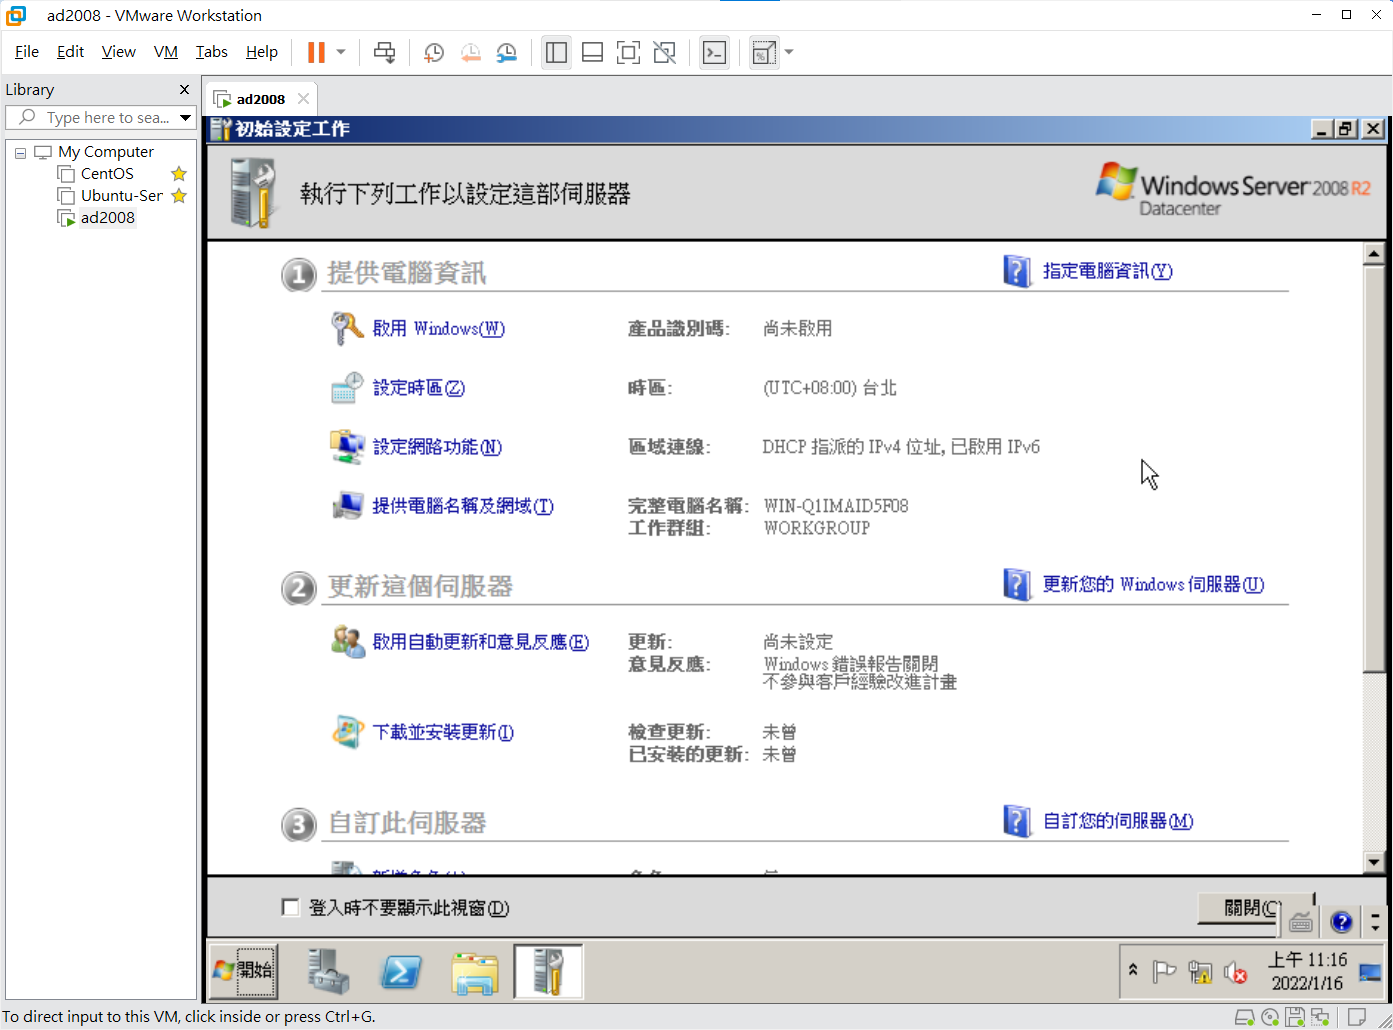 ad2008 - VMware Workstation
File Edit View VM Tabs Help
Library
Type here to sea...
My Computer
CentOS
Ubuntu-Ser
ad2008
ad2008
初始設定工作
執行下列工作以設定這部伺服器
Windows Server 2008 R2
Datacenter
1 提供電腦資訊
指定電腦資訊(Y)
啟用 Windows(W) 產品識別碼: 尚未啟用
設定時區(Z) 時區: (UTC+08:00) 台北
設定網路功能(N) 區域連線: DHCP 指派的 IPv4 位址, 已啟用 IPv6
提供電腦名稱及網域(T) 完整電腦名稱: WIN-Q1IMAID5F08
工作群組: WORKGROUP
2 更新這個伺服器
更新您的 Windows 伺服器(U)
啟用自動更新和意見反應(E) 更新: 尚未設定
意見反應: Windows 錯誤報告關閉
不參與客戶經驗改進計畫
下載並安裝更新(I) 檢查更新: 未曾
已安裝的更新: 未曾
3 自訂此伺服器
自訂您的伺服器(M)
登入時不要顯示此視窗(D)
關閉(C
開始
上午 11:16
2022/1/16
To direct input to this VM, click inside or press Ctrl+G.